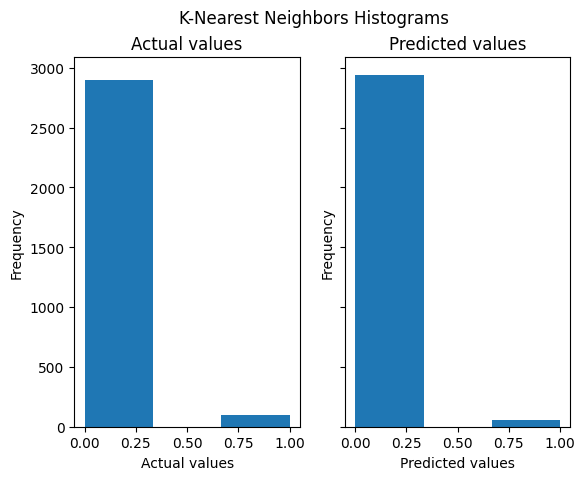 K-Nearest Neighbors Histograms
Actual values
Predicted values
3000
2500
2000
1500
1000
500
0
Frequency
Frequency
0.00 0.25 0.50 0.75 1.00
0.00 0.25 0.50 0.75 1.00
Actual values
Predicted values